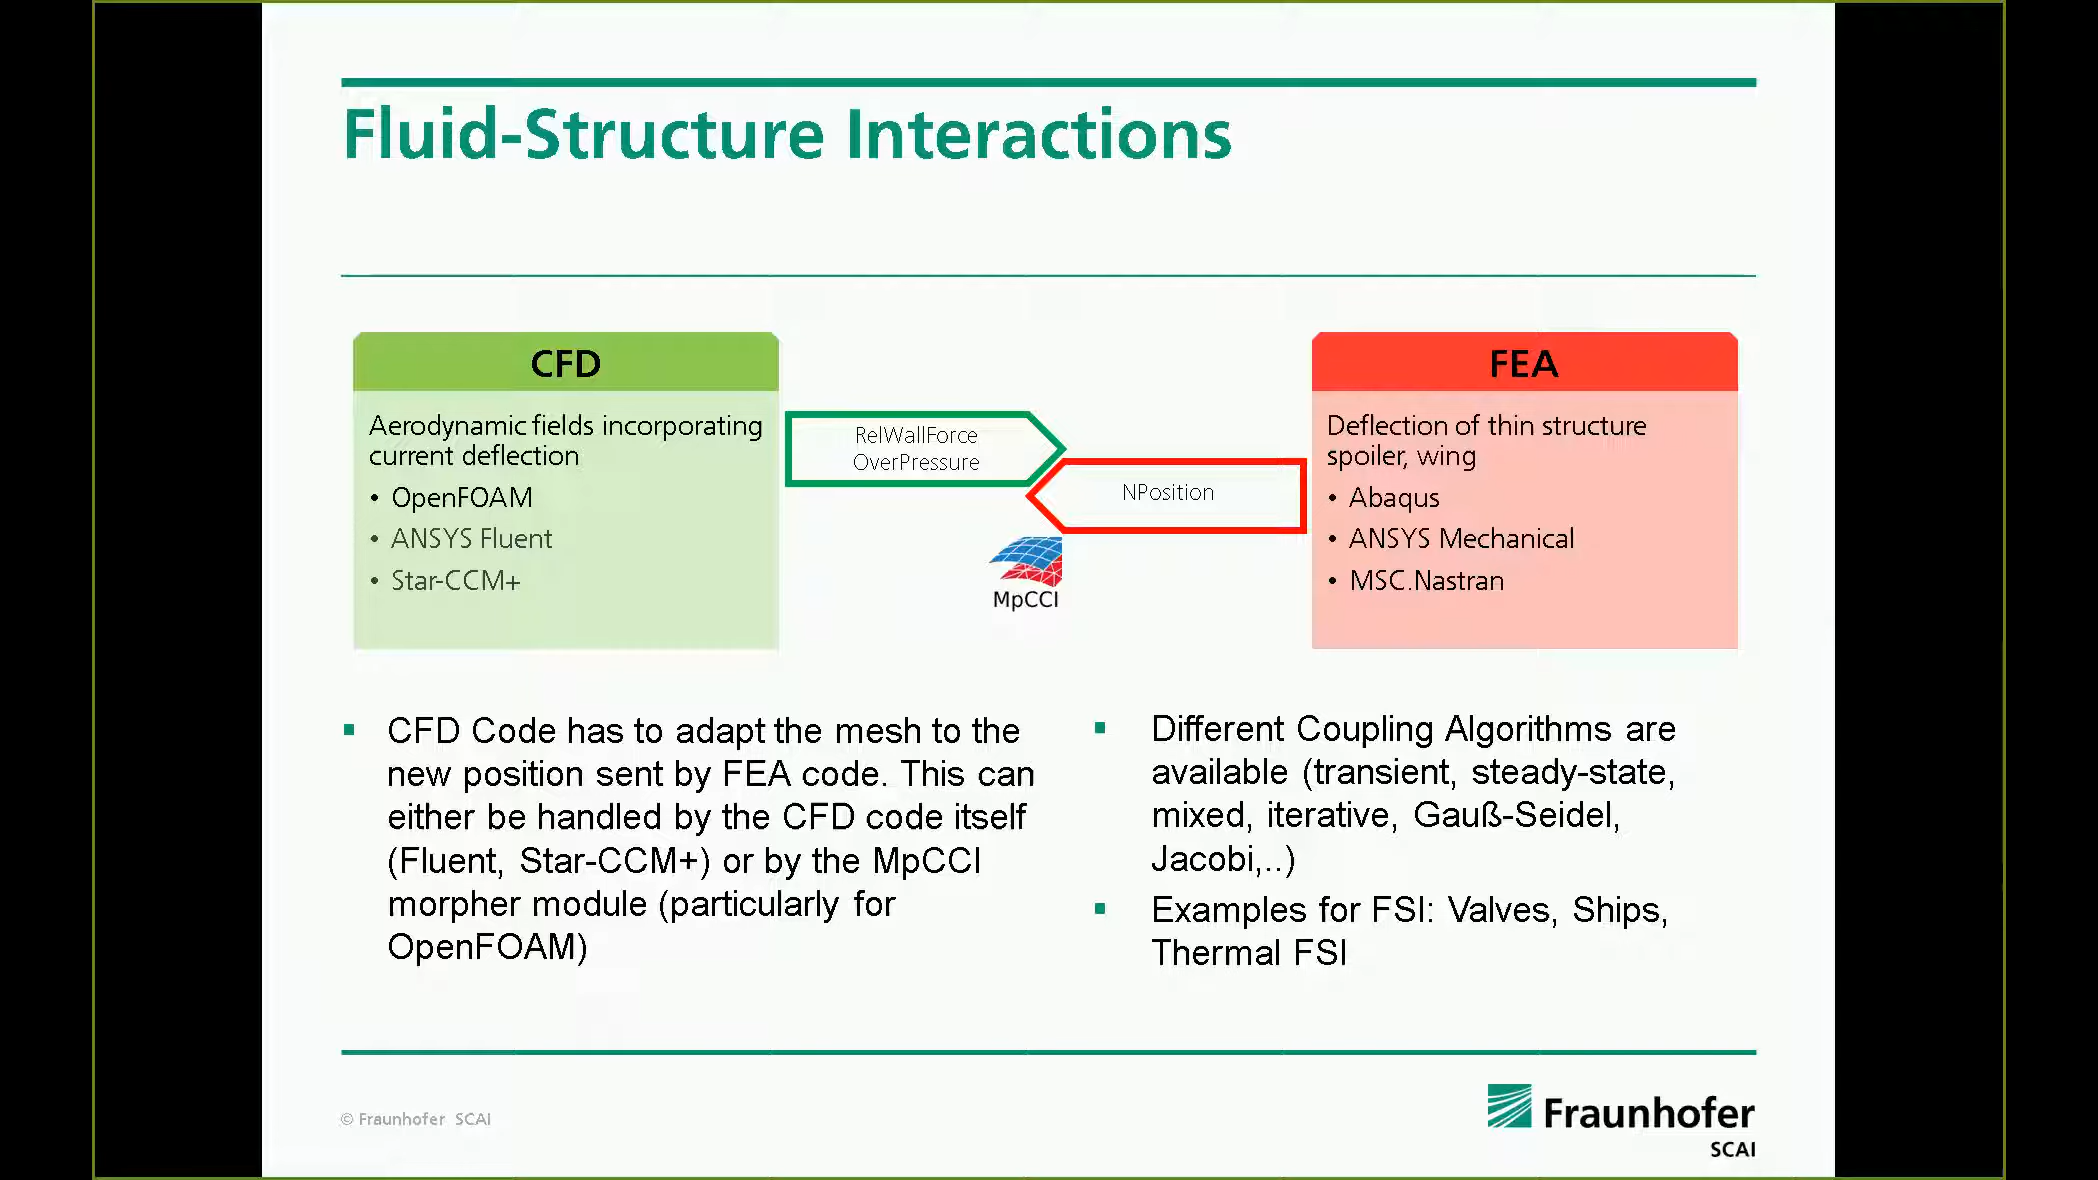 Fluid-Structure Interactions
CFD
Aerodynamic fields incorporating
current deflection
• OpenFOAM
• ANSYS Fluent
• Star-CCM+
RelWallForce
OverPressure
NPosition
MpCCI
FEA
Deflection of thin structure
spoiler, wing
• Abaqus
• ANSYS Mechanical
• MSC.Nastran
▪ CFD Code has to adapt the mesh to the
new position sent by FEA code. This can
either be handled by the CFD code itself
(Fluent, Star-CCM+) or by the MpCCI
morpher module (particularly for
OpenFOAM)
▪ Different Coupling Algorithms are
available (transient, steady-state,
mixed, iterative, Gauß-Seidel,
Jacobi,..)
▪ Examples for FSI: Valves, Ships,
Thermal FSI
© Fraunhofer SCAI
Fraunhofer
SCAI